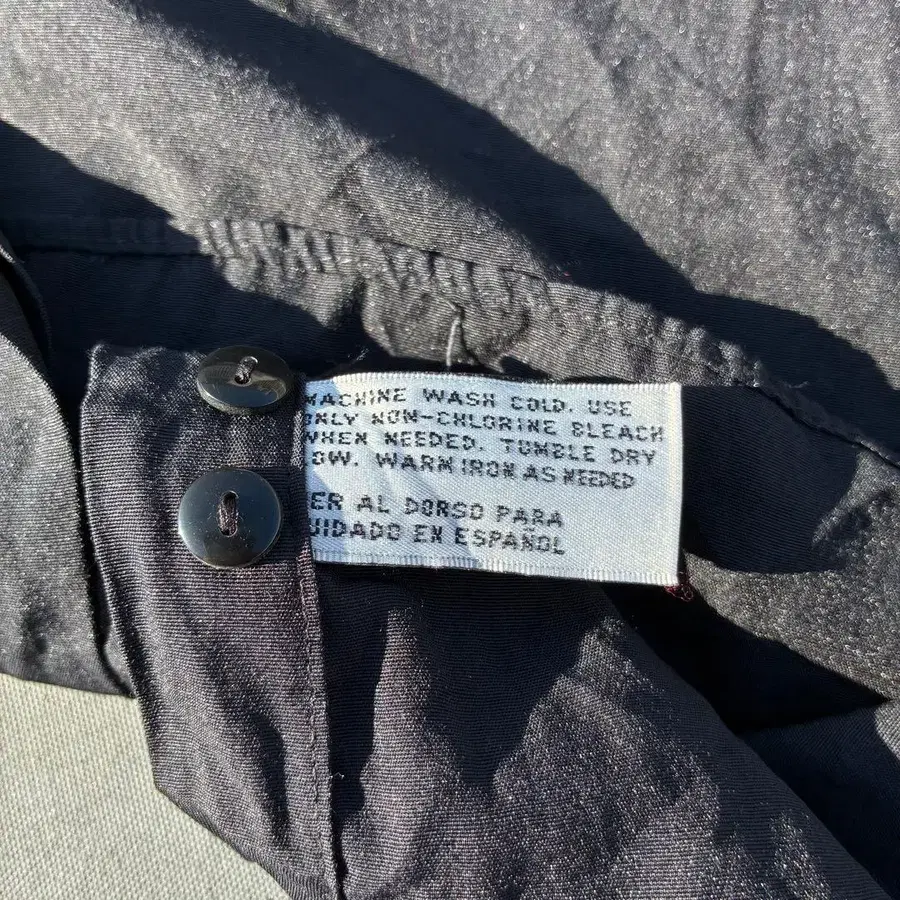 MACHINE WASH COLD. USE
ONLY NON-CHLORINE BLEACH
WHEN NEEDED. TUMBLE DRY
OW. WARM IRON AS NEEDED
ER AL DORSO PARA
UIDADO EN ESPAÑOL